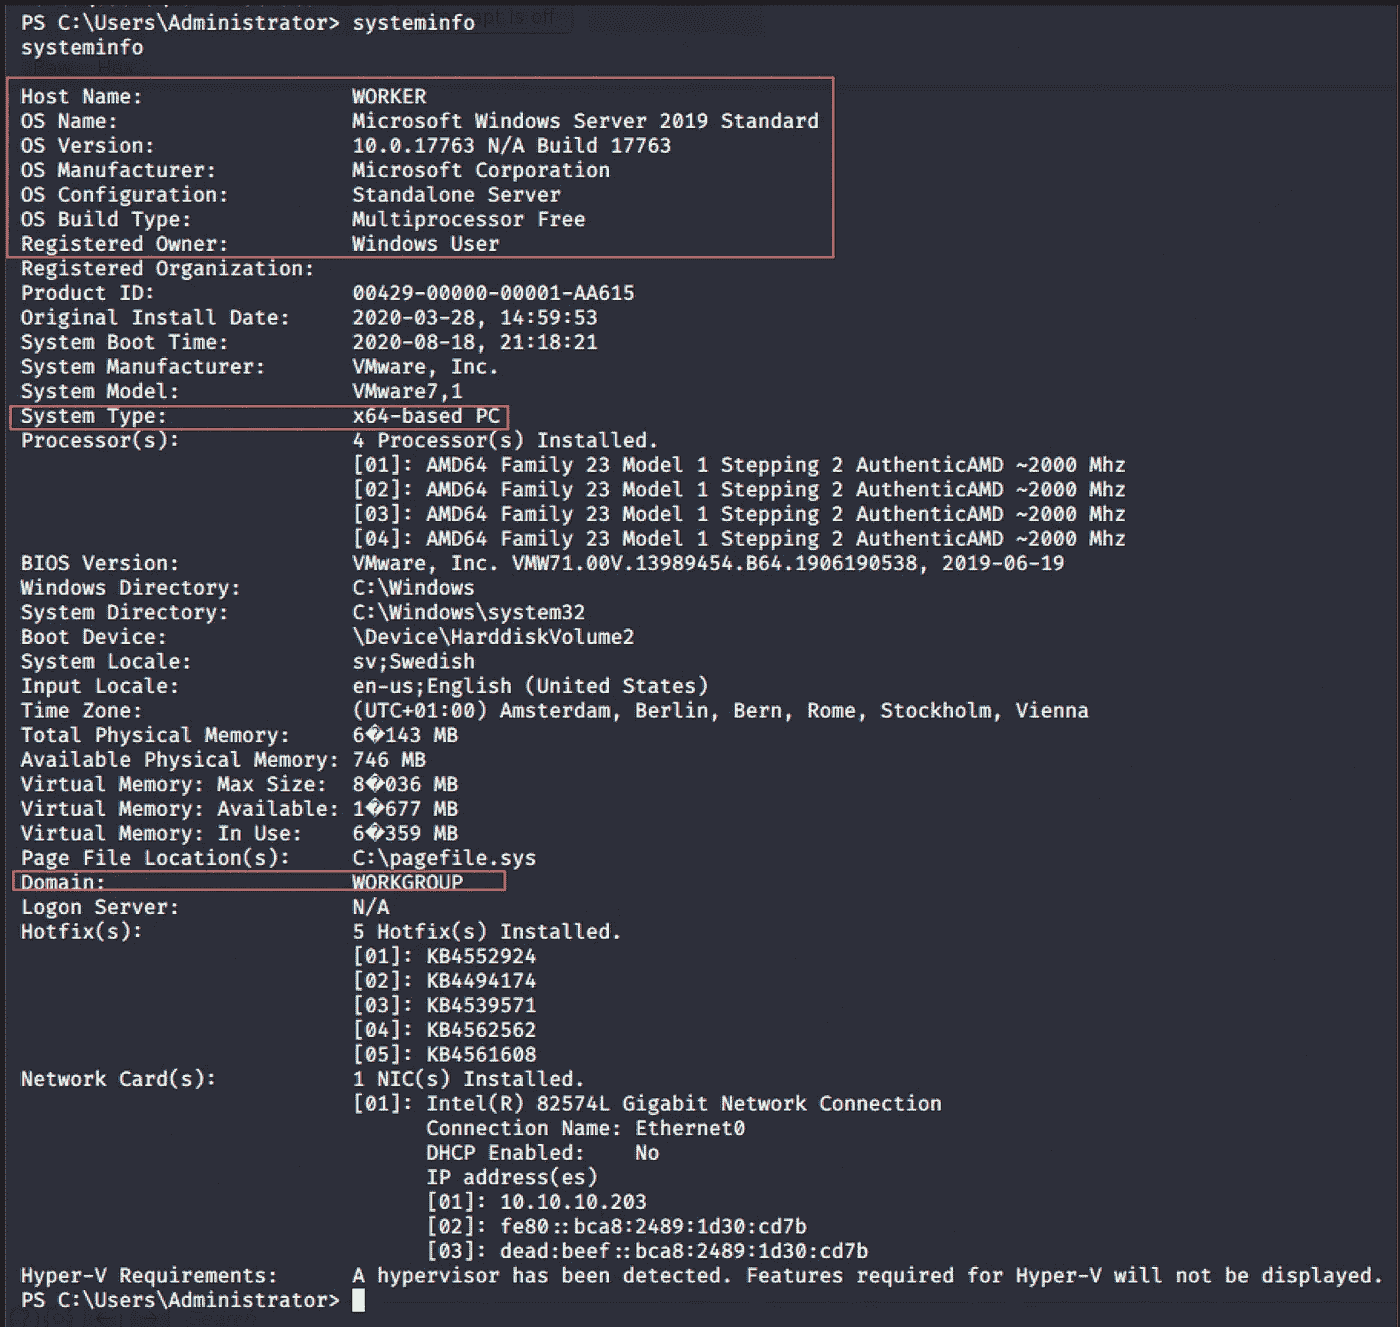 PS C:\Users\Administrator> systeminfo
systeminfo
Host Name: WORKER
OS Name: Microsoft Windows Server 2019 Standard
OS Version: 10.0.17763 N/A Build 17763
OS Manufacturer: Microsoft Corporation
OS Configuration: Standalone Server
OS Build Type: Multiprocessor Free
Registered Owner: Windows User
Registered Organization:
Product ID: 00429-00000-00001-AA615
Original Install Date: 2020-03-28, 14:59:53
System Boot Time: 2020-08-18, 21:18:21
System Manufacturer: VMware, Inc.
System Model: VMware7,1
System Type: x64-based PC
Processor(s): 4 Processor(s) Installed.
[01]: AMD64 Family 23 Model 1 Stepping 2 AuthenticAMD ~2000 Mhz
[02]: AMD64 Family 23 Model 1 Stepping 2 AuthenticAMD ~2000 Mhz
[03]: AMD64 Family 23 Model 1 Stepping 2 AuthenticAMD ~2000 Mhz
[04]: AMD64 Family 23 Model 1 Stepping 2 AuthenticAMD ~2000 Mhz
BIOS Version: VMware, Inc. VMW71.00V.13989454.B64.1906190538, 2019-06-19
Windows Directory: C:\Windows
System Directory: C:\Windows\system32
Boot Device: \Device\HarddiskVolume2
System Locale: sv;Swedish
Input Locale: en-us;English (United States)
Time Zone: (UTC+01:00) Amsterdam, Berlin, Bern, Rome, Stockholm, Vienna
Total Physical Memory: 6�143 MB
Available Physical Memory: 746 MB
Virtual Memory: Max Size: 8�036 MB
Virtual Memory: Available: 1�677 MB
Virtual Memory: In Use: 6�359 MB
Page File Location(s): C:\pagefile.sys
Domain: WORKGROUP
Logon Server: N/A
Hotfix(s): 5 Hotfix(s) Installed.
[01]: KB4552924
[02]: KB4494174
[03]: KB4539571
[04]: KB4562562
[05]: KB4561608
Network Card(s): 1 NIC(s) Installed.
[01]: Intel(R) 82574L Gigabit Network Connection
Connection Name: Ethernet0
DHCP Enabled: No
IP address(es)
[01]: 10.10.10.203
[02]: fe80::bca8:2489:1d30:cd7b
[03]: dead:beef::bca8:2489:1d30:cd7b
Hyper-V Requirements: A hypervisor has been detected. Features required for Hyper-V will not be displayed.
PS C:\Users\Administrator>